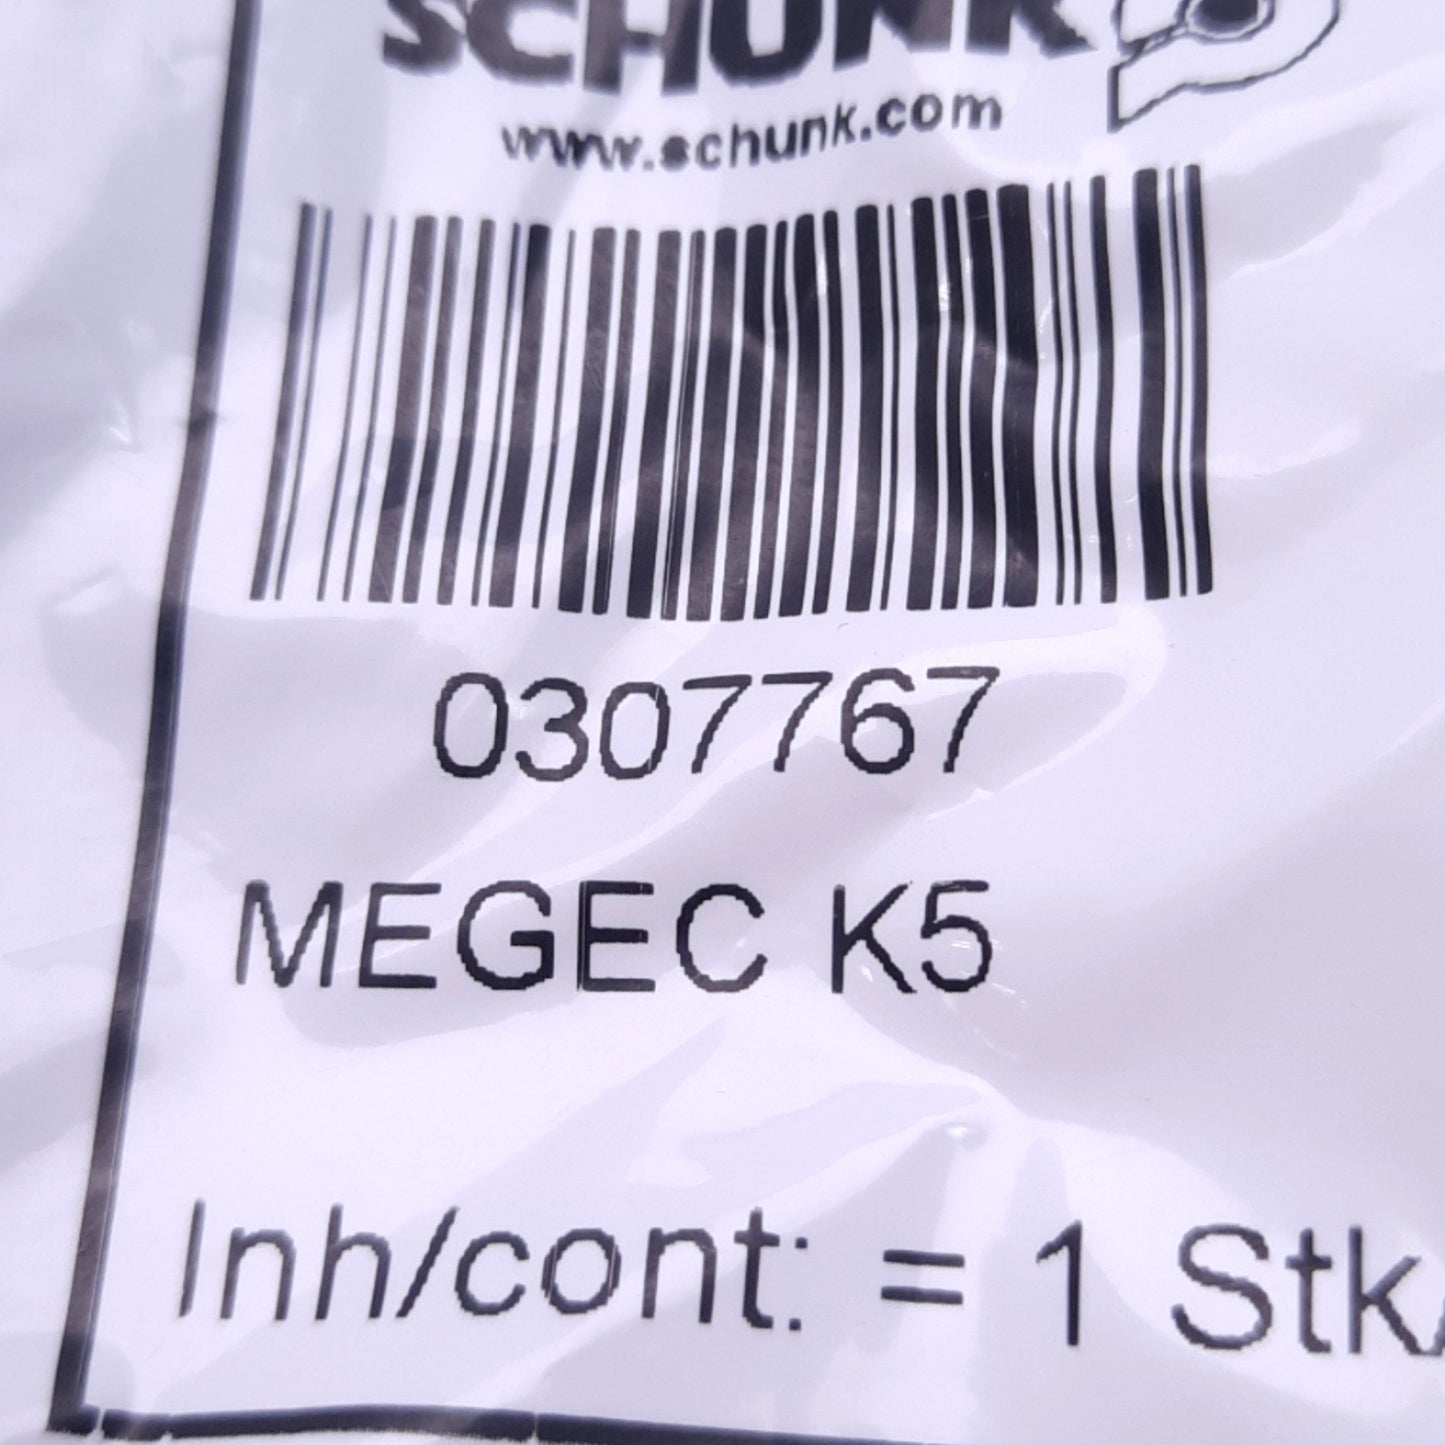 SCHUNK
www.schunk.com
0307767
MEGEC K5
Inh/cont: = 1 Stk